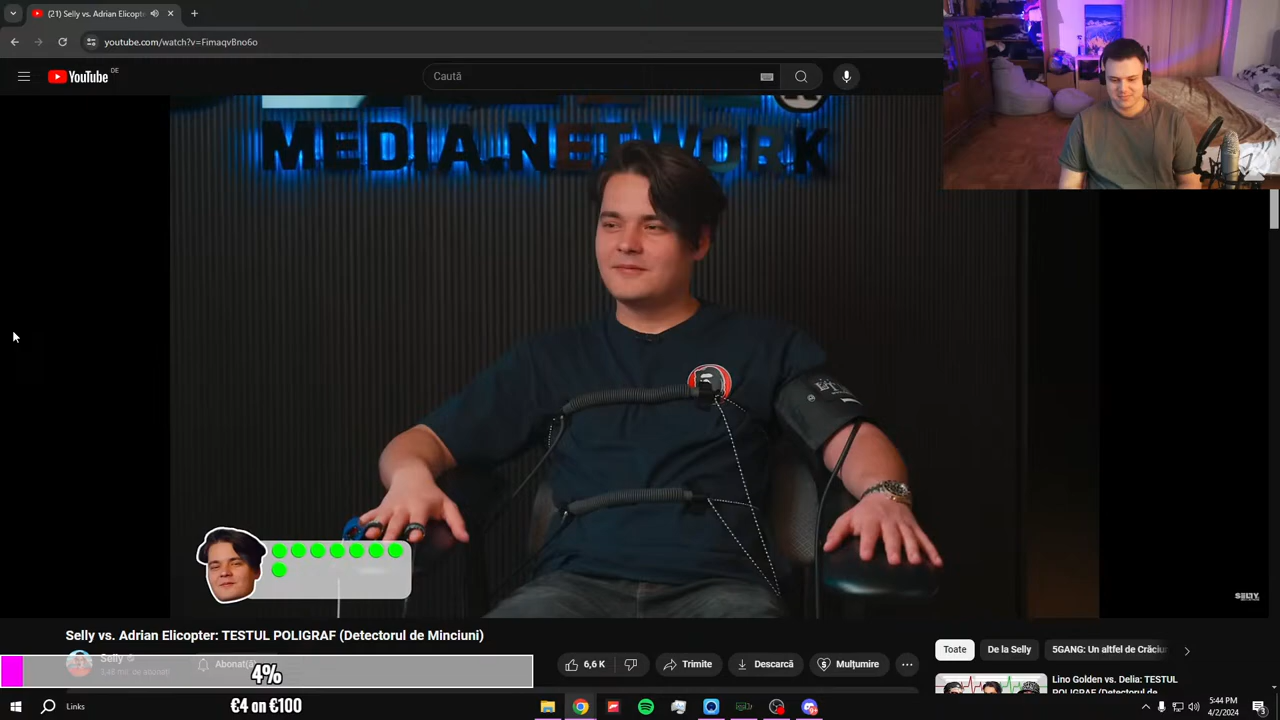 (21) Selly vs. Adrian Elicopter
youtube.com/watch?v=FimaqvBno6o
YouTube DE
Caută
MEDIA.NETWORK
SELLY
Selly vs. Adrian Elicopter: TESTUL POLIGRAF (Detectorul de Minciuni)
Selly
Abonat(ă)
6,6 K
Trimite
Descarcă
Mulțumire
Toate
De la Selly
5GANG: Un altfel de Crăciun
4%
Lino Golden vs. Delia: TESTUL
POLIGRAF (Detectorul de
€4 on €100
Links
5:44 PM
4/2/2024
3